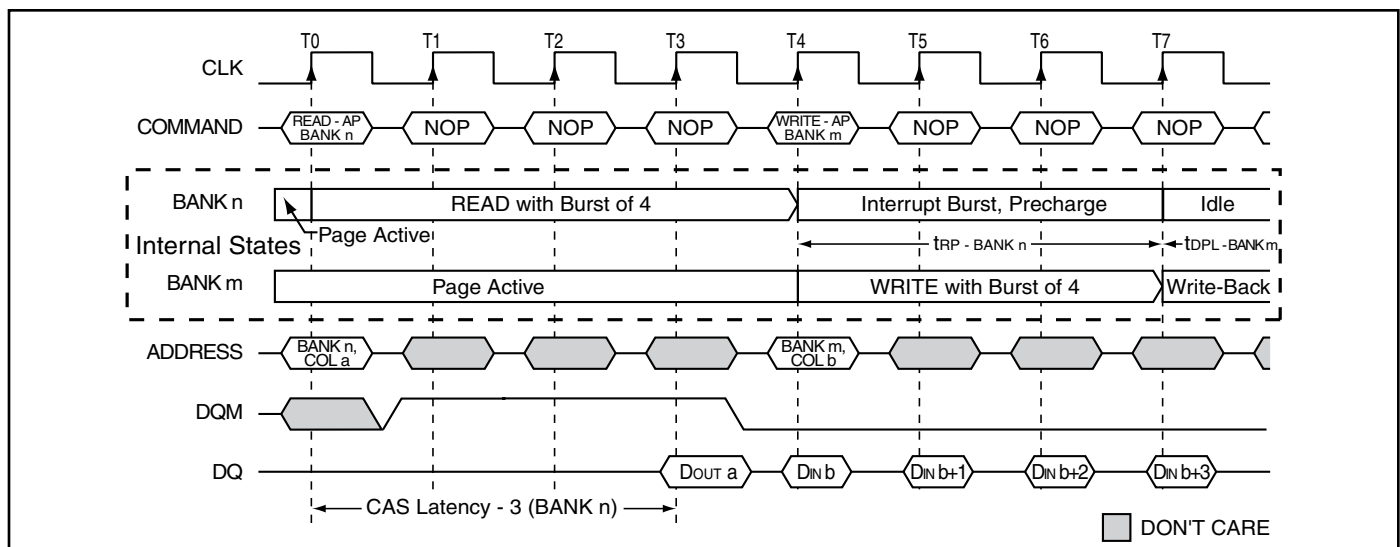 T0 T1 T2 T3 T4 T5 T6 T7
CLK
COMMAND READ - AP BANK n NOP NOP NOP WRITE - AP BANK m NOP NOP NOP
BANK n READ with Burst of 4 Interrupt Burst, Precharge Idle
Internal States Page Active tRP - BANK n tDPL - BANK m
BANK m Page Active WRITE with Burst of 4 Write-Back
ADDRESS BANK n, COL a BANK m, COL b
DQM
DQ DOUT a DIN b DIN b+1 DIN b+2 DIN b+3
CAS Latency - 3 (BANK n)
DON'T CARE